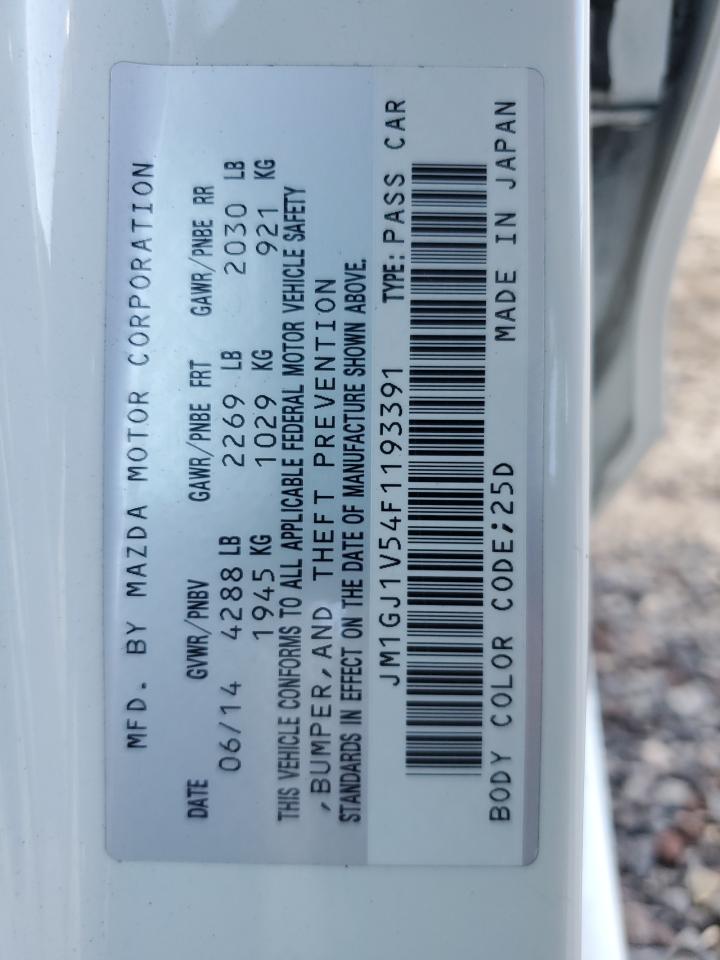 MFD. BY MAZDA MOTOR CORPORATION
DATE GVWR/PNBV GAWR/PNBE FRT GAWR/PNBE RR
06/14 4288 LB 2269 LB 2030 LB
1945 KG 1029 KG 921 KG
THIS VEHICLE CONFORMS TO ALL APPLICABLE FEDERAL MOTOR VEHICLE SAFETY
,BUMPER,AND THEFT PREVENTION
STANDARDS IN EFFECT ON THE DATE OF MANUFACTURE SHOWN ABOVE.
JM1GJ1V54F1193391 TYPE: PASS CAR
BODY COLOR CODE;25D MADE IN JAPAN